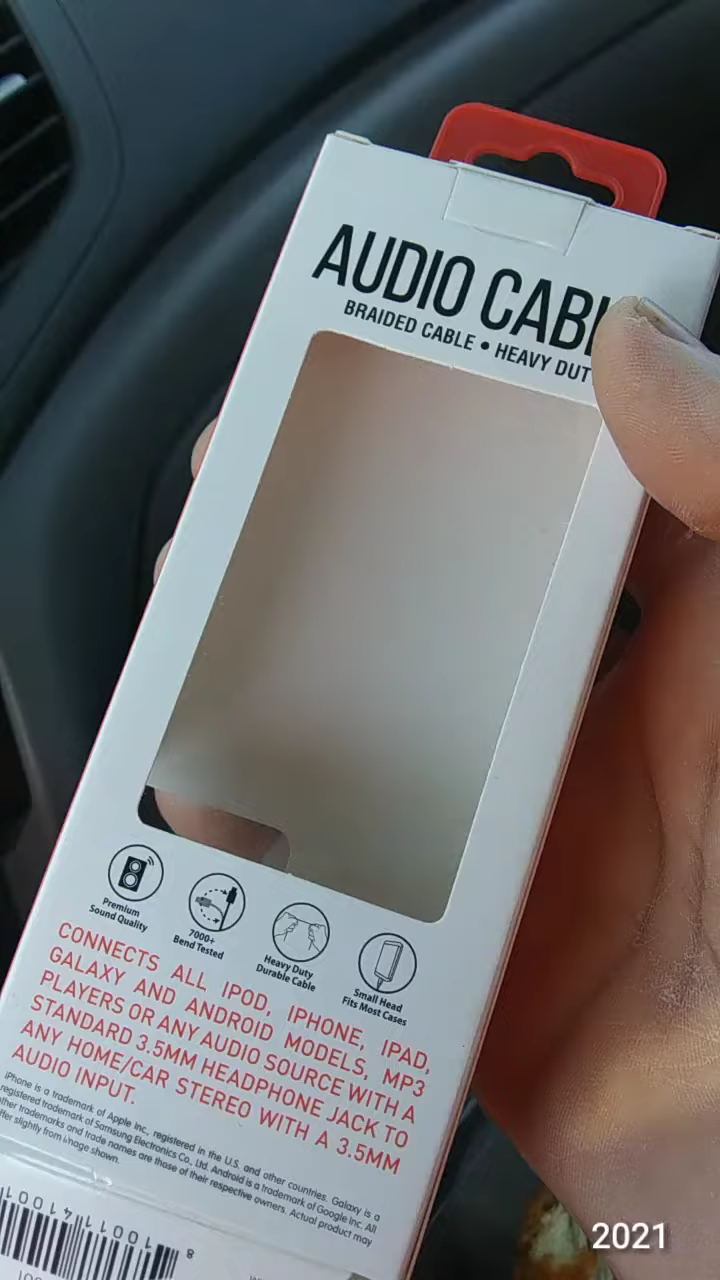 AUDIO CABL
BRAIDED CABLE • HEAVY DUT
Premium
Sound Quality
7000+
Bend Tested
Heavy Duty
Durable Cable
Small Head
Fits Most Cases
CONNECTS ALL IPOD, IPHONE, IPAD,
GALAXY AND ANDROID MODELS, MP3
PLAYERS OR ANY AUDIO SOURCE WITH A
STANDARD 3.5MM HEADPHONE JACK TO
ANY HOME/CAR STEREO WITH A 3.5MM
AUDIO INPUT.
iPhone is a trademark of Apple Inc., registered in the U.S. and other countries. Galaxy is a
registered trademark of Samsung Electronics Co., Ltd. Android is a trademark of Google Inc. All
other trademarks and trade names are those of their respective owners. Actual product may
ffer slightly from image shown.
8 10011 41001
2021